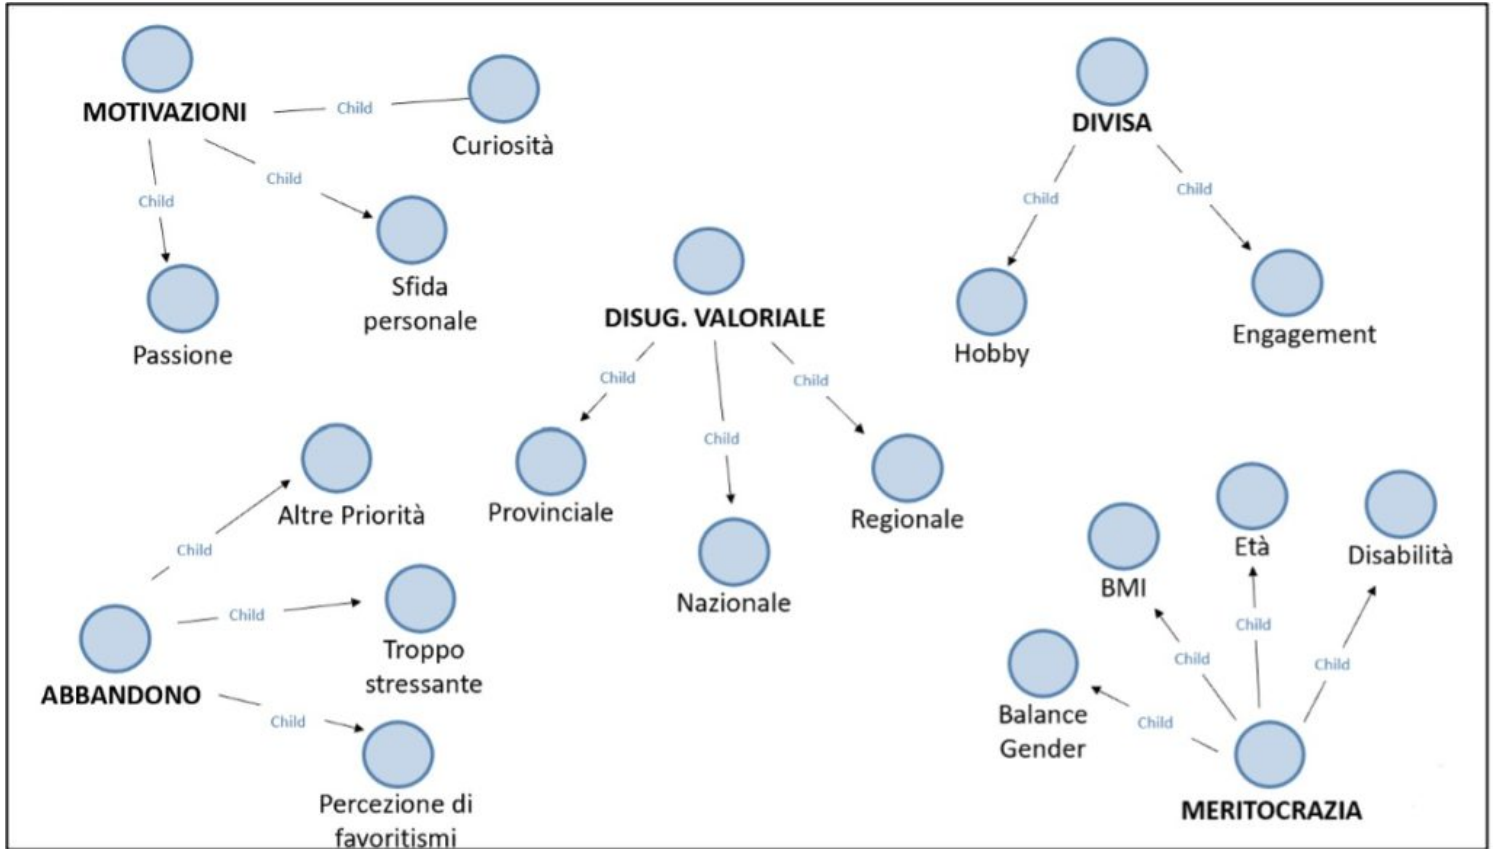 MOTIVAZIONI
Child
Curiosità
Child
Sfida
personale
Child
Passione
DIVISA
Child
Hobby
Child
Engagement
DISUG. VALORIALE
Child
Provinciale
Child
Nazionale
Child
Regionale
ABBANDONO
Child
Altre Priorità
Child
Troppo
stressante
Child
Percezione di
favoritismi
MERITOCRAZIA
Child
Balance
Gender
Child
BMI
Child
Età
Child
Disabilità